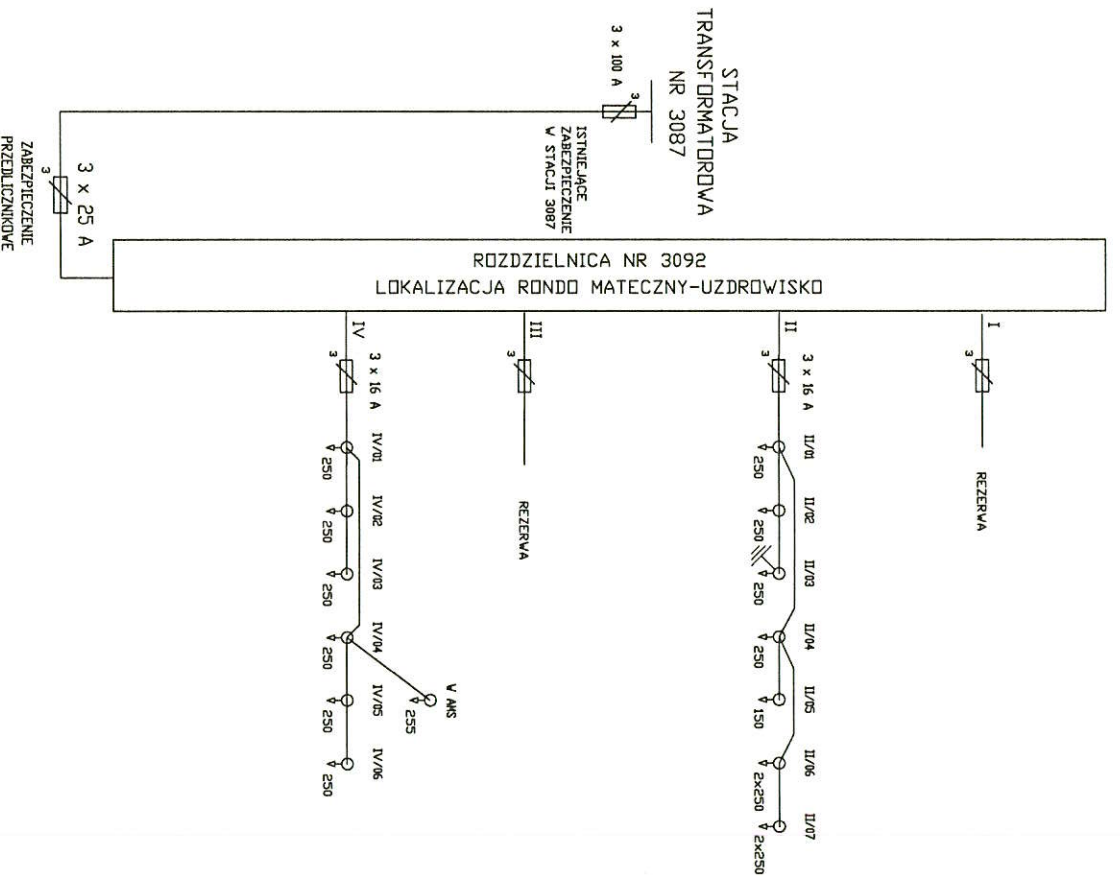 STACJA
TRANSFORMATOROWA
NR 3087
3 x 100 A
3
ISTNIEJĄCE
ZABEZPIECZENIE
W STACJI 3087
3 x 25 A
3
ZABEZPIECZENIE
PRZEDLICZNIKOWE
ROZDZIELNICA NR 3092
LOKALIZACJA RONDO MATECZNY-UZDROWISKO
I
3
REZERWA
II
3 x 16 A
3
II/01
250
II/02
250
II/03
250
II/04
250
II/05
150
II/06
2x250
II/07
2x250
III
3
REZERWA
IV
3 x 16 A
3
IV/01
250
IV/02
250
IV/03
250
IV/04
250
W AMS
255
IV/05
250
IV/06
250